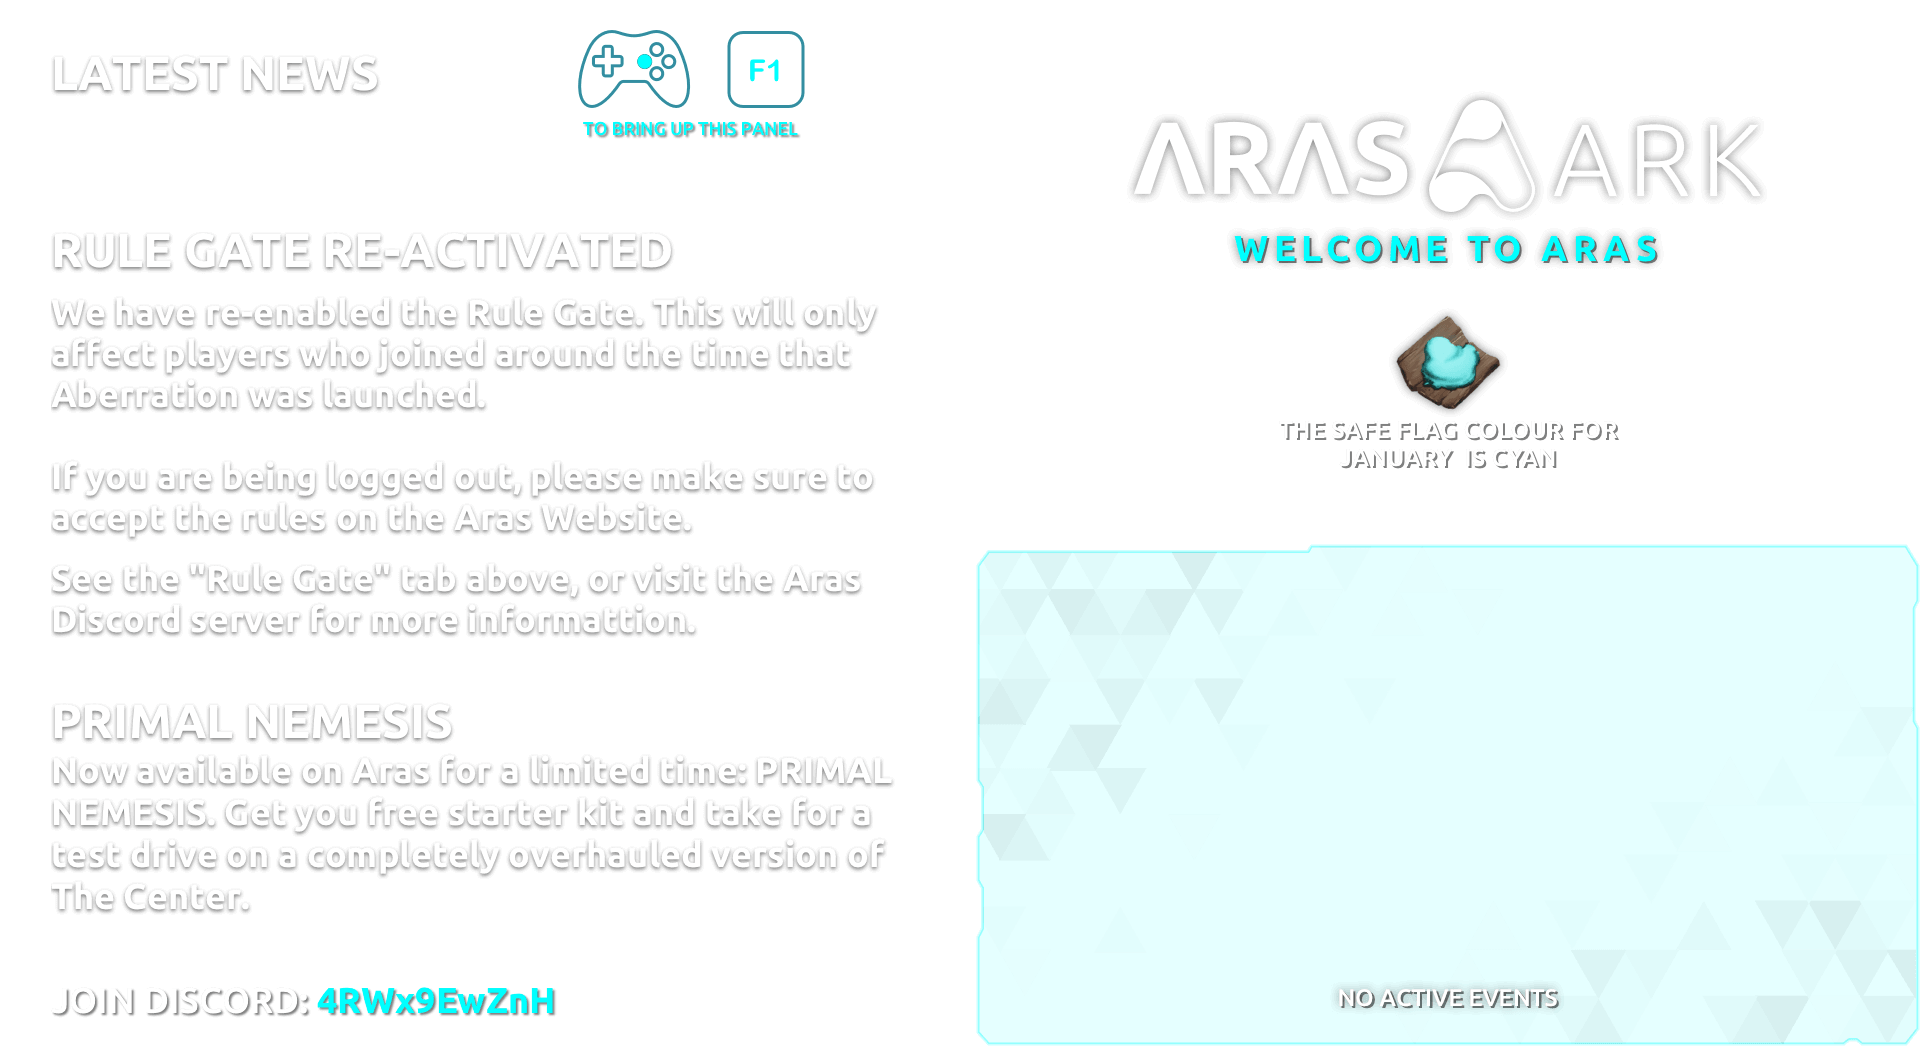 LATEST NEWS
F1
TO BRING UP THIS PANEL
RULE GATE RE-ACTIVATED
We have re-enabled the Rule Gate. This will only
affect players who joined around the time that
Aberration was launched.
If you are being logged out, please make sure to
accept the rules on the Aras Website.
See the "Rule Gate" tab above, or visit the Aras
Discord server for more informattion.
PRIMAL NEMESIS
Now available on Aras for a limited time: PRIMAL
NEMESIS. Get you free starter kit and take for a
test drive on a completely overhauled version of
The Center.
JOIN DISCORD: 4RWx9EwZnH
ARAS ARK
WELCOME TO ARAS
THE SAFE FLAG COLOUR FOR
JANUARY IS CYAN
NO ACTIVE EVENTS